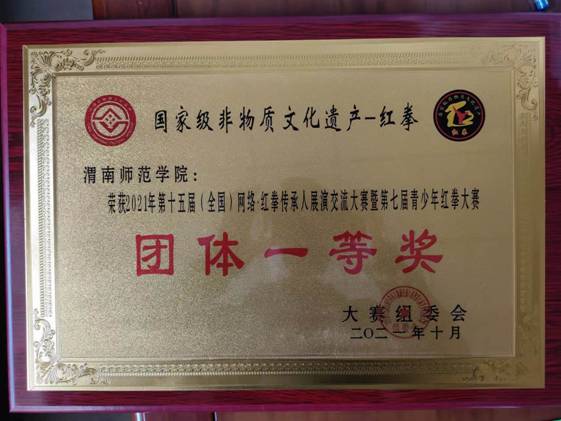 国家级非物质文化遗产-红拳
红拳
渭南师范学院：
荣获2021年第十五届（全国）网络·红拳传承人展演交流大赛暨第七届青少年红拳大赛
团体一等奖
大赛组委会
二〇二一年十月